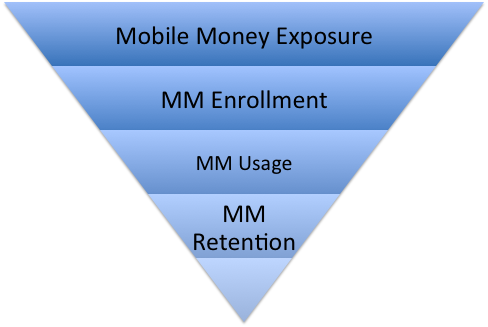 Mobile Money Exposure
MM Enrollment
MM Usage
MM
Retention